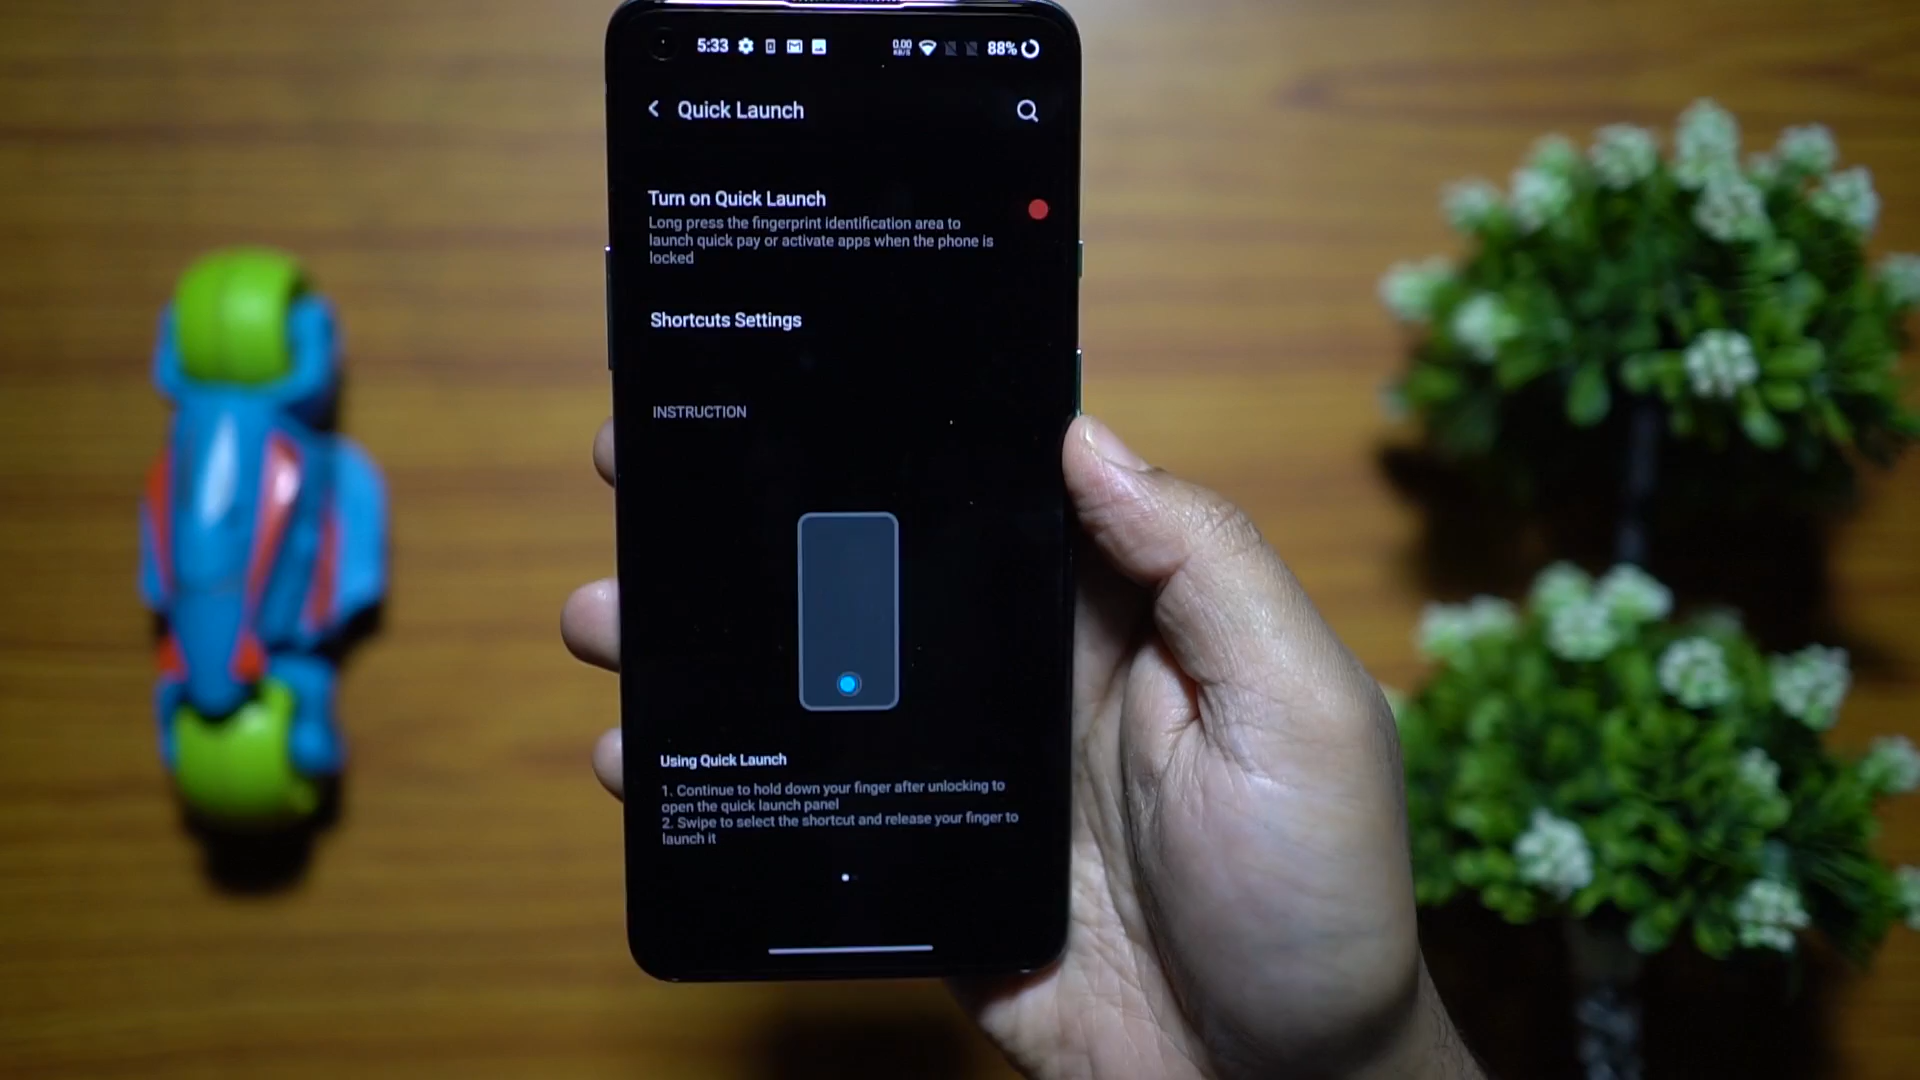 5:33
0.00
KB/S
88%
Quick Launch
Turn on Quick Launch
Long press the fingerprint identification area to
launch quick pay or activate apps when the phone is
locked
Shortcuts Settings
INSTRUCTION
Using Quick Launch
1. Continue to hold down your finger after unlocking to
open the quick launch panel
2. Swipe to select the shortcut and release your finger to
launch it